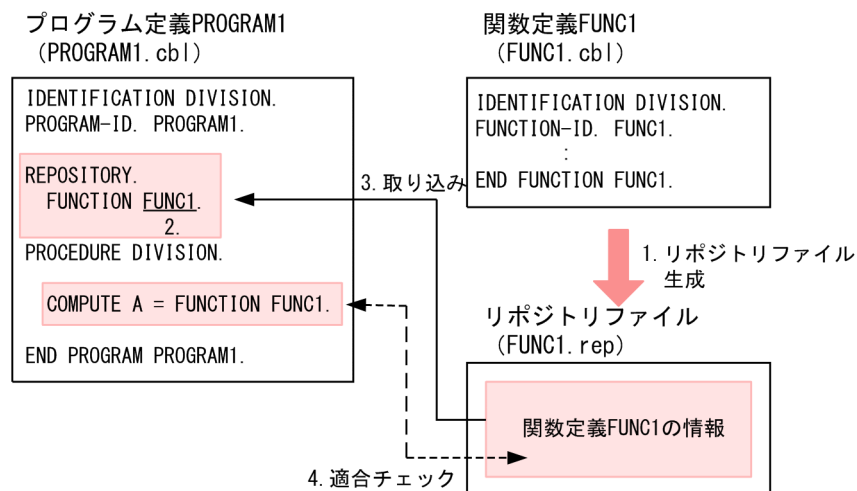 プログラム定義PROGRAM1
(PROGRAM1.cbl)
IDENTIFICATION DIVISION.
PROGRAM-ID. PROGRAM1.
REPOSITORY.
FUNCTION FUNC1.
2.
PROCEDURE DIVISION.
COMPUTE A = FUNCTION FUNC1.
END PROGRAM PROGRAM1.
関数定義FUNC1
(FUNC1.cbl)
IDENTIFICATION DIVISION.
FUNCTION-ID. FUNC1.
:
END FUNCTION FUNC1.
3.取り込み
1.リポジトリファイル
生成
リポジトリファイル
(FUNC1.rep)
関数定義FUNC1の情報
4.適合チェック